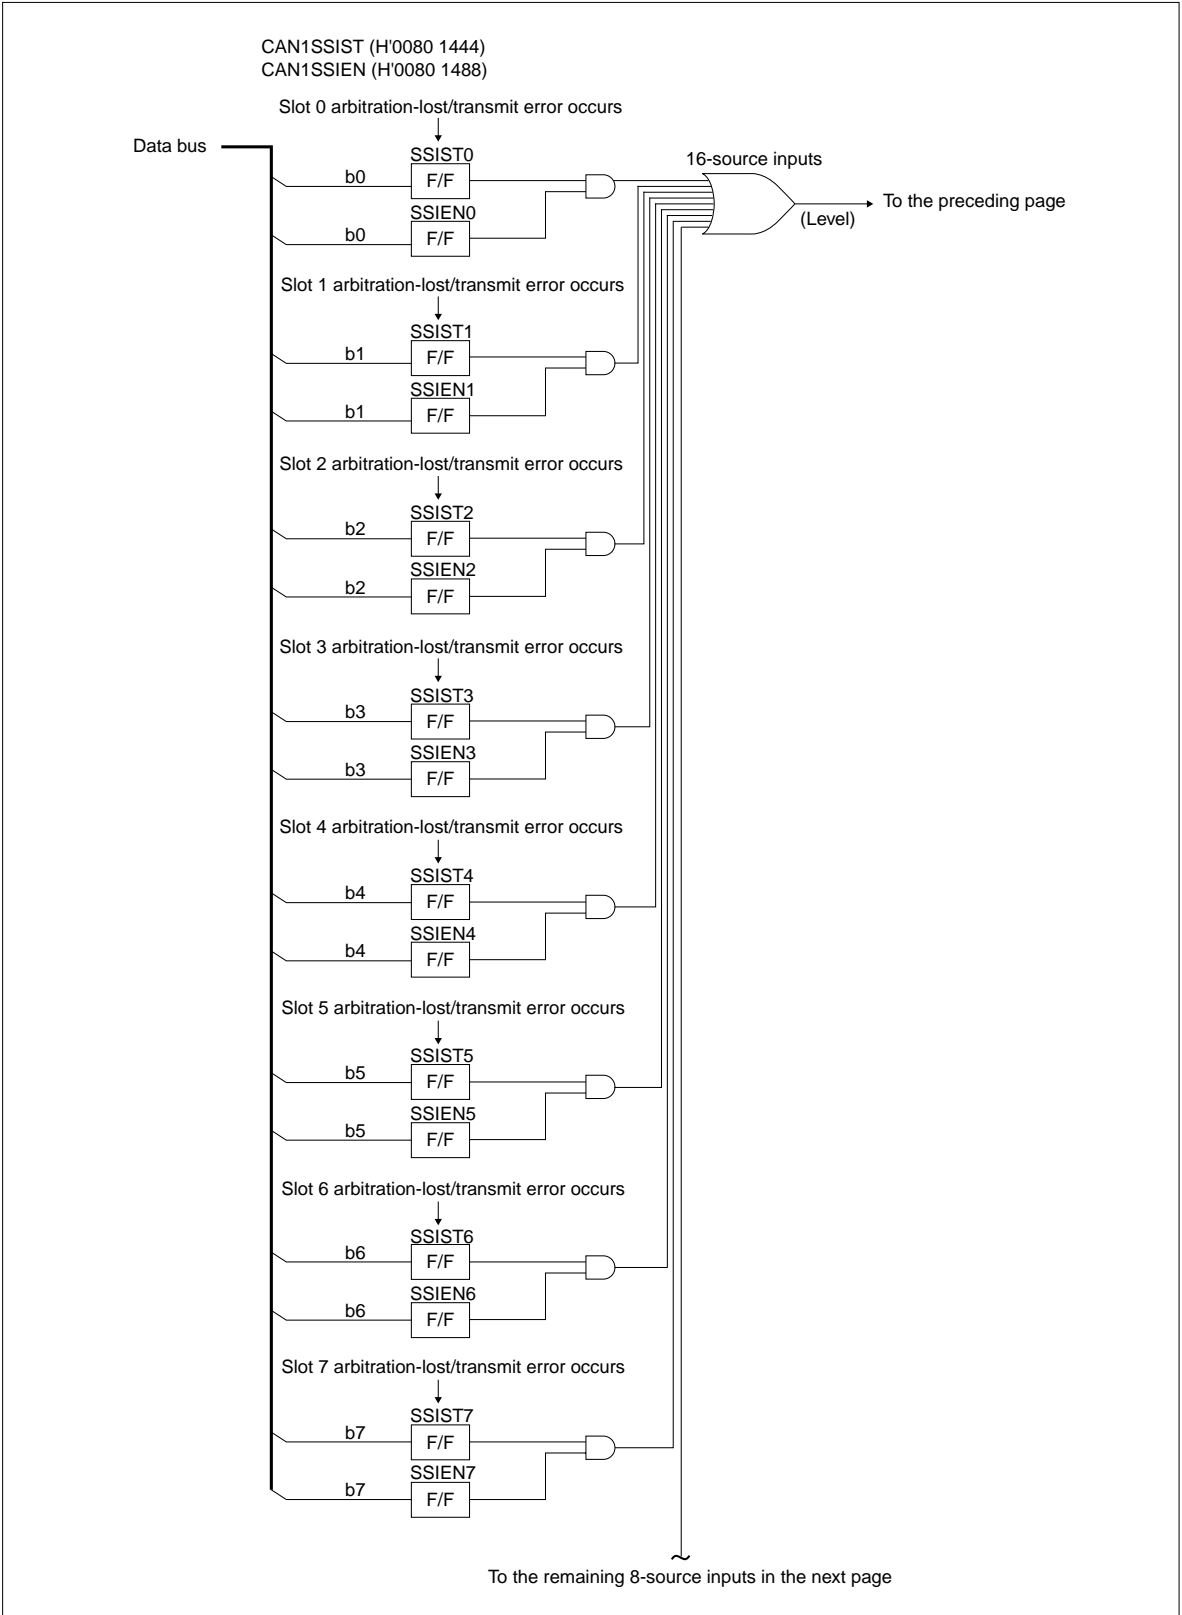 CAN1SSIST (H'0080 1444)
CAN1SSIEN (H'0080 1488)
Slot 0 arbitration-lost/transmit error occurs
Data bus
SSIST0
16-source inputs
b0
F/F
To the preceding page
(Level)
SSIEN0
b0
F/F
Slot 1 arbitration-lost/transmit error occurs
SSIST1
b1
F/F
SSIEN1
b1
F/F
Slot 2 arbitration-lost/transmit error occurs
SSIST2
b2
F/F
SSIEN2
b2
F/F
Slot 3 arbitration-lost/transmit error occurs
SSIST3
b3
F/F
SSIEN3
b3
F/F
Slot 4 arbitration-lost/transmit error occurs
SSIST4
b4
F/F
SSIEN4
b4
F/F
Slot 5 arbitration-lost/transmit error occurs
SSIST5
b5
F/F
SSIEN5
b5
F/F
Slot 6 arbitration-lost/transmit error occurs
SSIST6
b6
F/F
SSIEN6
b6
F/F
Slot 7 arbitration-lost/transmit error occurs
SSIST7
b7
F/F
SSIEN7
b7
F/F
To the remaining 8-source inputs in the next page